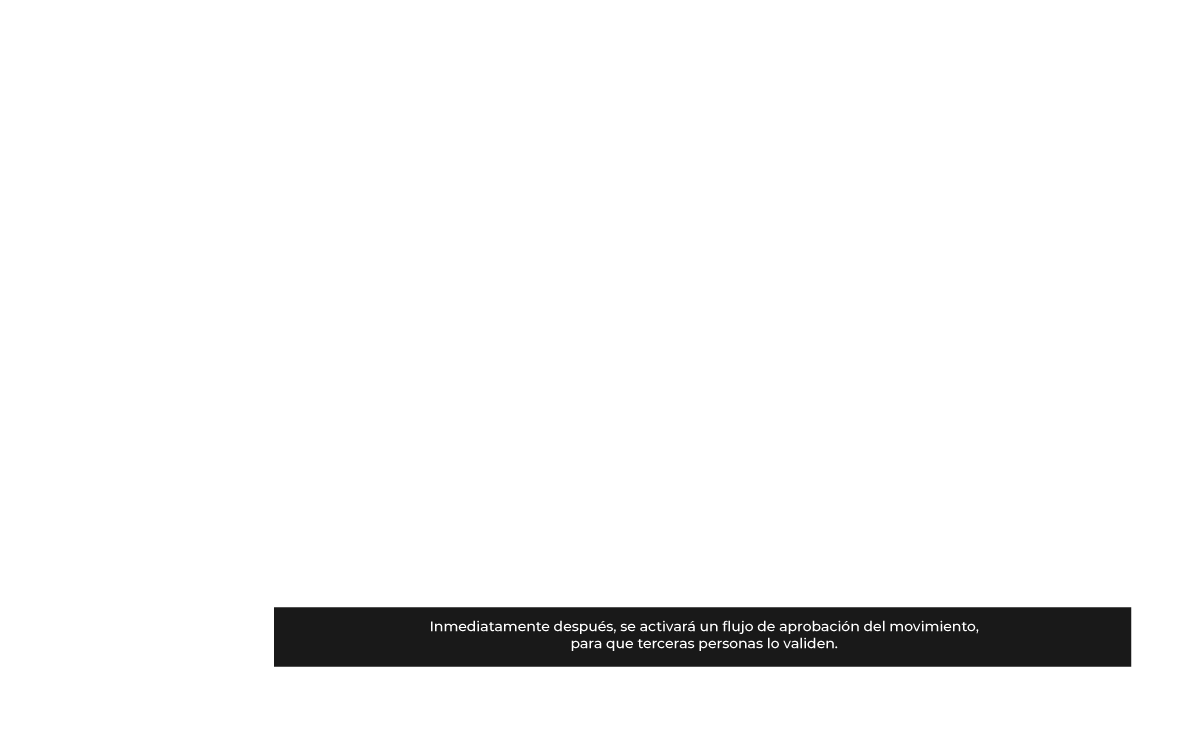 Inmediatamente después, se activará un flujo de aprobación del movimiento,
para que terceras personas lo validen.